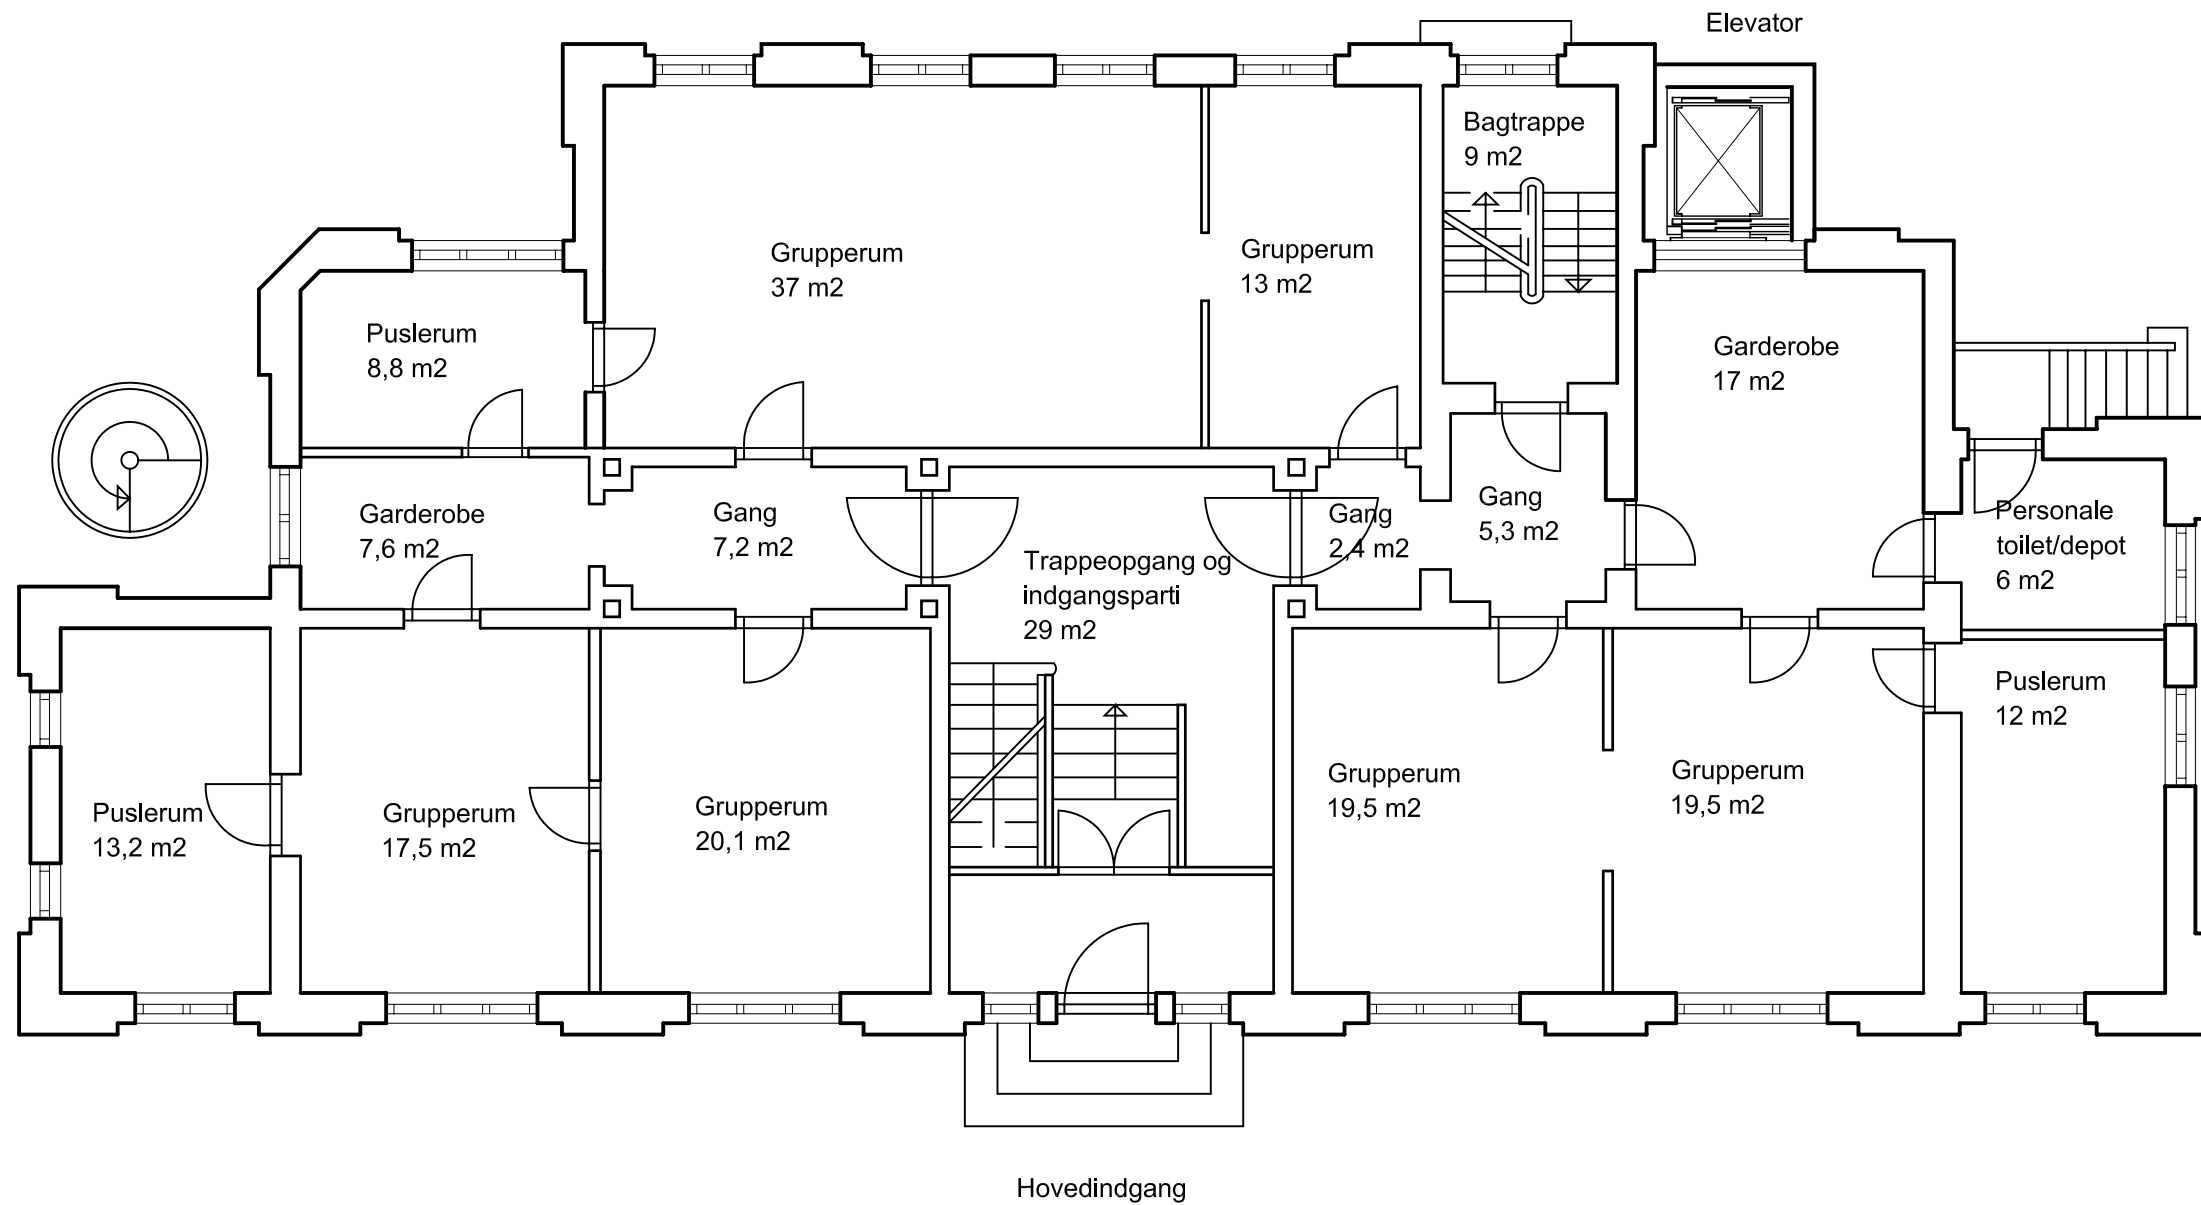 Elevator
Bagtrappe
9 m2
Grupperum
37 m2
Grupperum
13 m2
Puslerum
8,8 m2
Garderobe
17 m2
Garderobe
7,6 m2
Gang
7,2 m2
Gang
2,4 m2
Gang
5,3 m2
Personale
toilet/depot
6 m2
Trappeopgang og
indgangsparti
29 m2
Puslerum
12 m2
Puslerum
13,2 m2
Grupperum
17,5 m2
Grupperum
20,1 m2
Grupperum
19,5 m2
Grupperum
19,5 m2
Hovedindgang